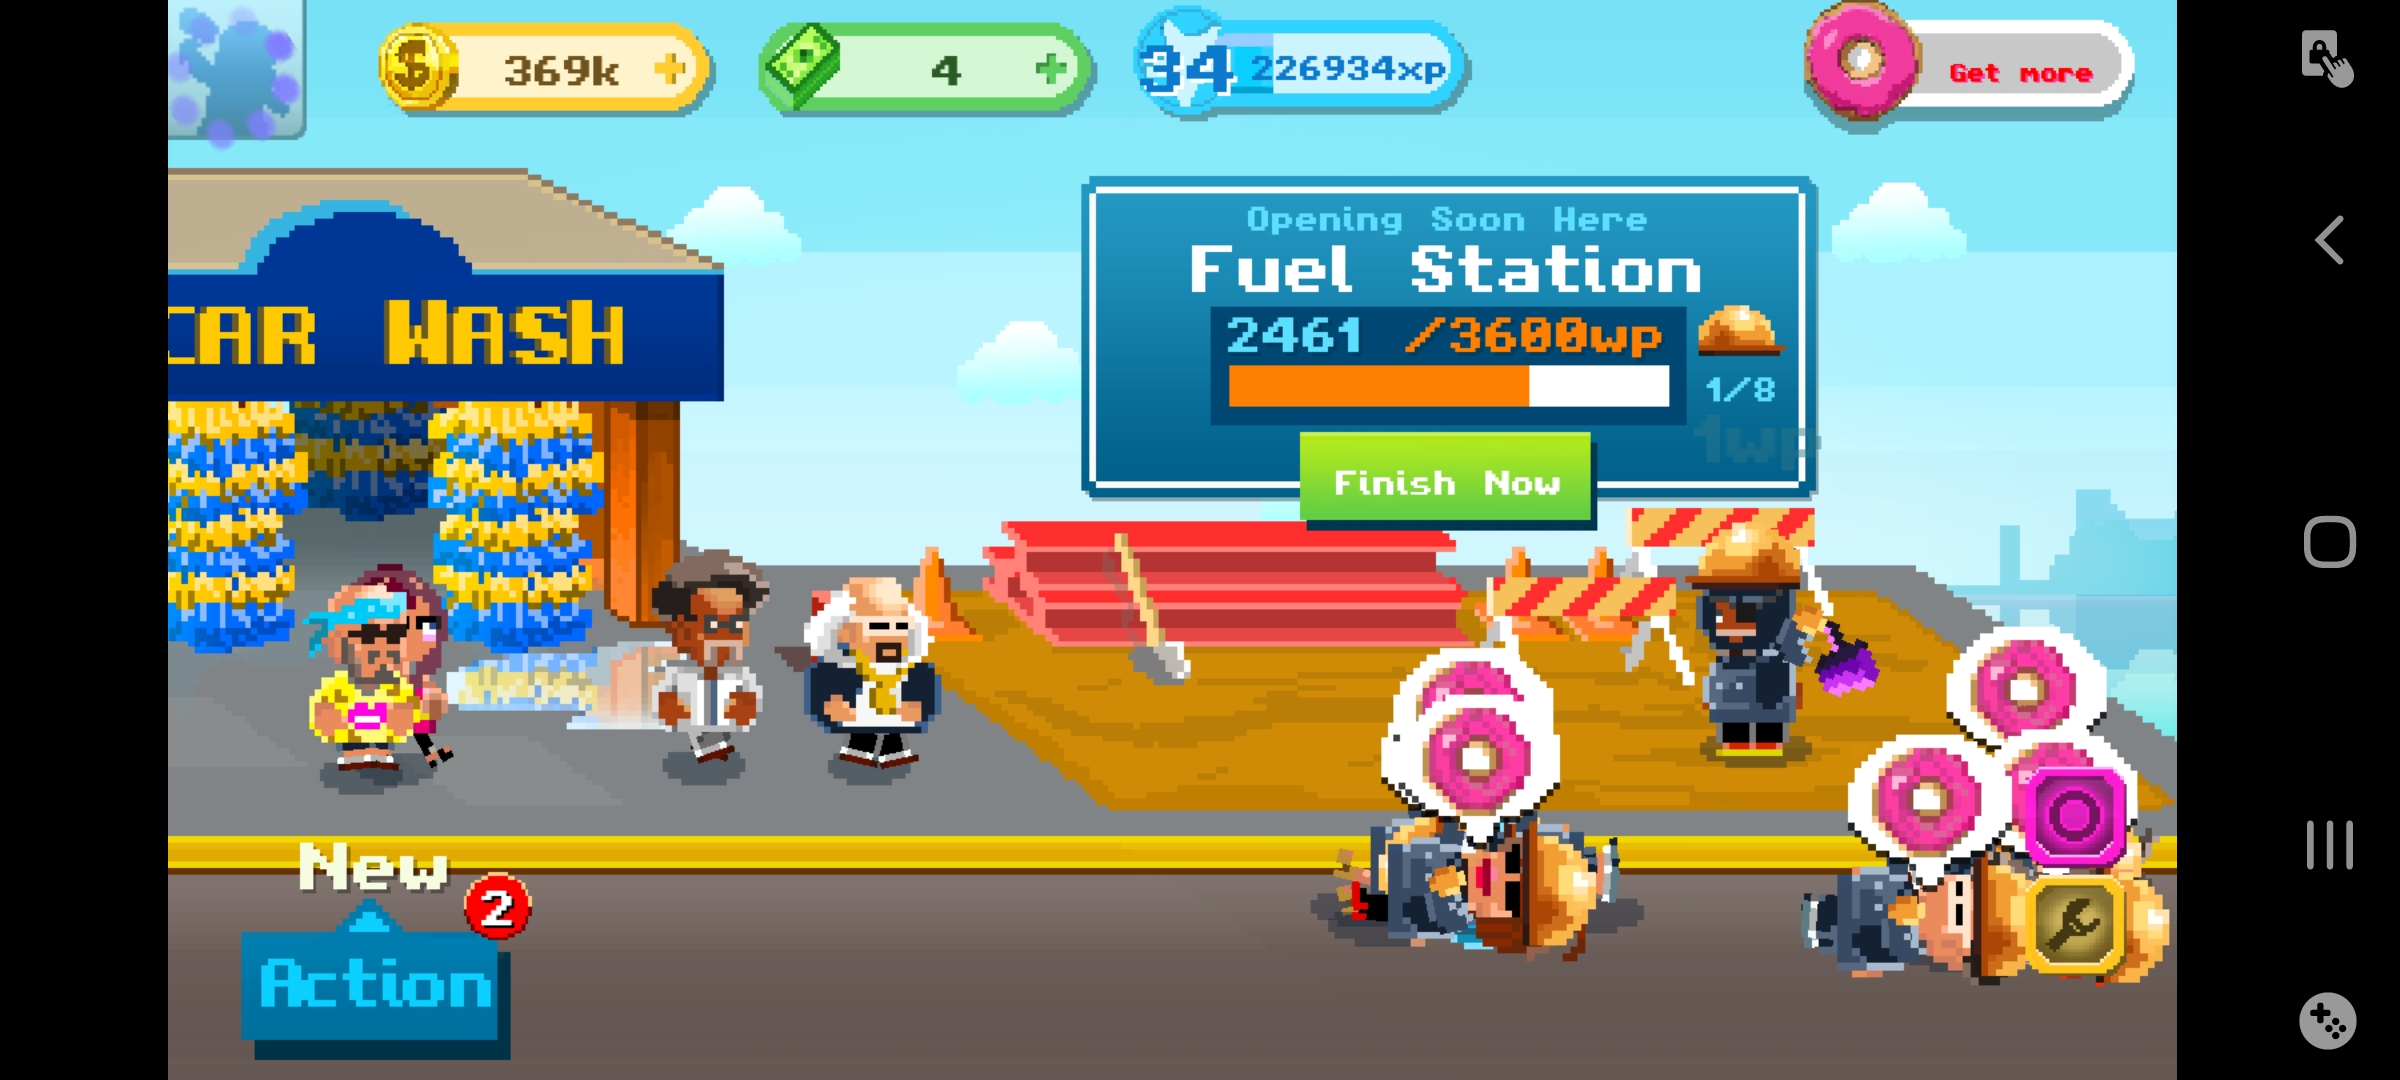 369k
4
34
226934xp
Get more
Opening Soon Here
Fuel Station
2461 /3600wp
1/8
1wp
Finish Now
CAR WASH
New
2
Action